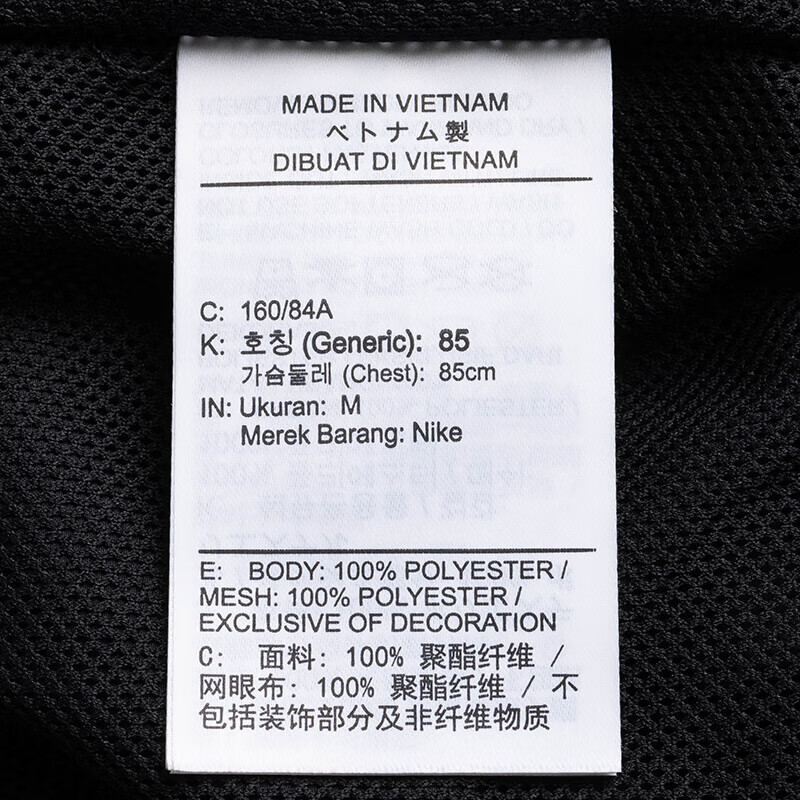 MADE IN VIETNAM
ベトナム製
DIBUAT DI VIETNAM
C: 160/84A
K: 호칭 (Generic): 85
가슴둘레 (Chest): 85cm
IN: Ukuran: M
Merek Barang: Nike
E: BODY: 100% POLYESTER /
MESH: 100% POLYESTER /
EXCLUSIVE OF DECORATION
C: 面料: 100% 聚酯纤维 /
网眼布: 100% 聚酯纤维 / 不
包括装饰部分及非纤维物质